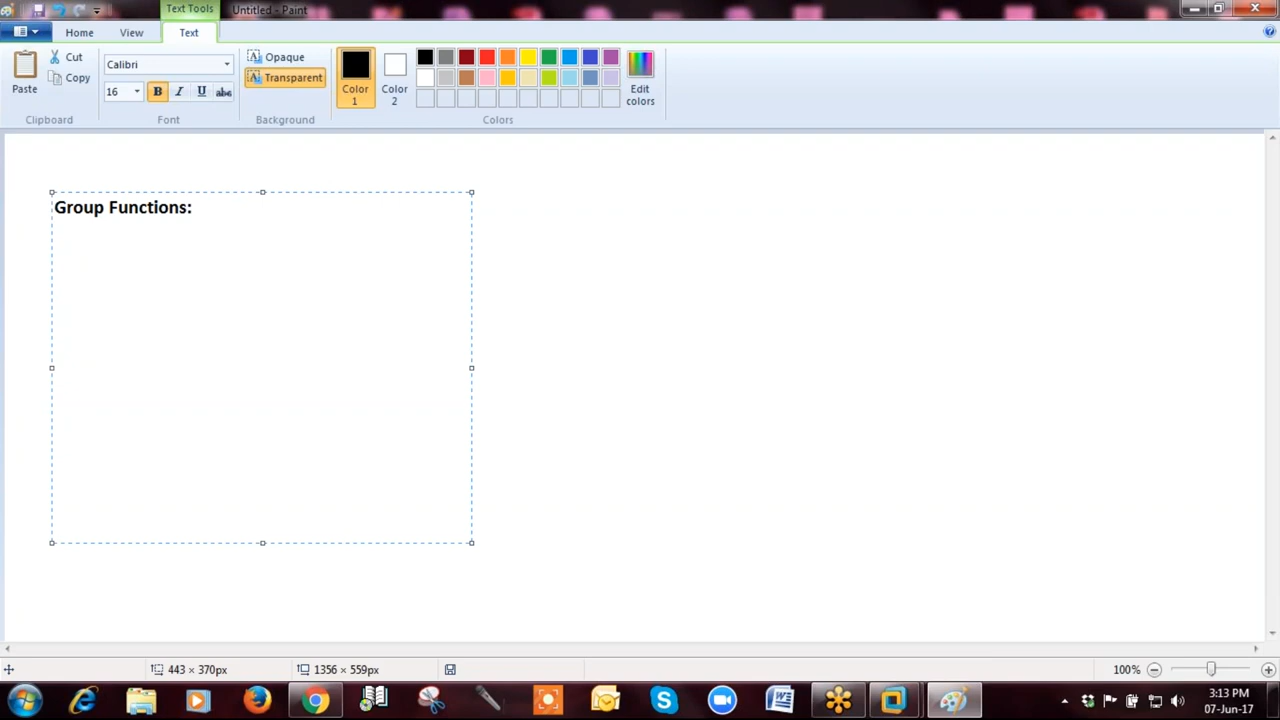 Text Tools
Untitled - Paint
Home
View
Text
Paste
Cut
Copy
Clipboard
Calibri
16
B
I
U
abc
Font
Opaque
Transparent
Background
Color 1
Color 2
Edit colors
Colors
Group Functions:
443 × 370px
1356 × 559px
100%
3:13 PM
07-Jun-17